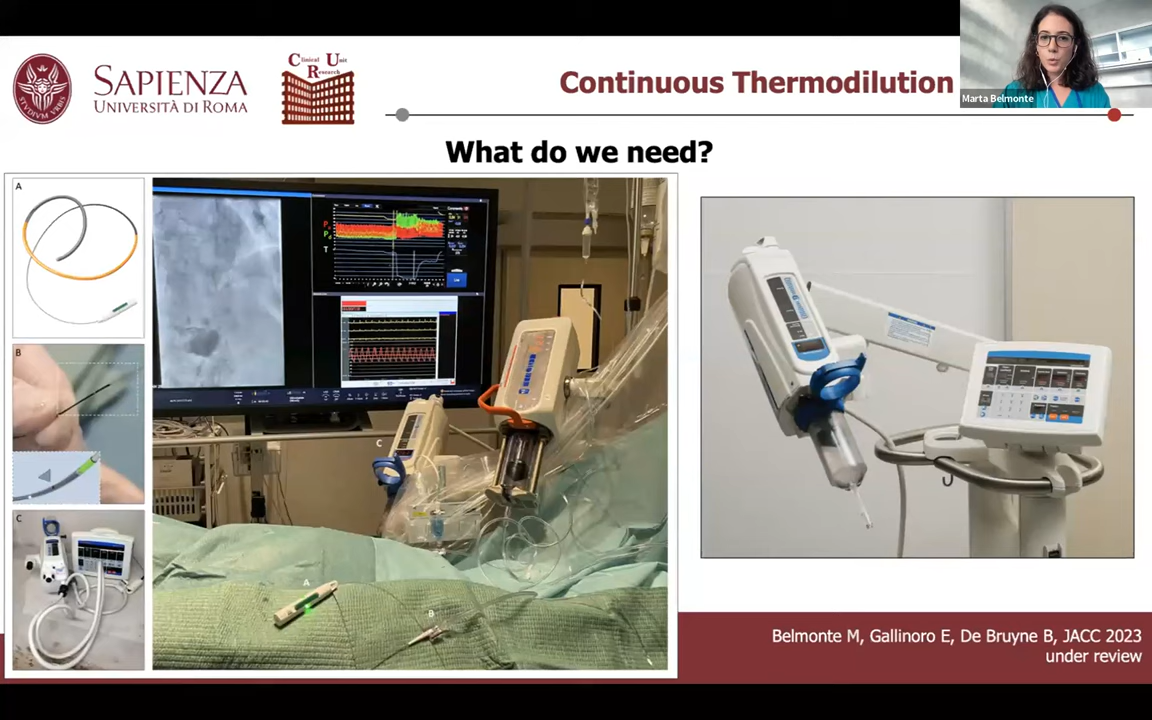 SAPIENZA
UNIVERSITÀ DI ROMA
Clinical Unit
Research
Continuous Thermodilution
Marta Belmonte
What do we need?
A
B
C
P
P
T
C
A
B
Belmonte M, Gallinoro E, De Bruyne B, JACC 2023
under review